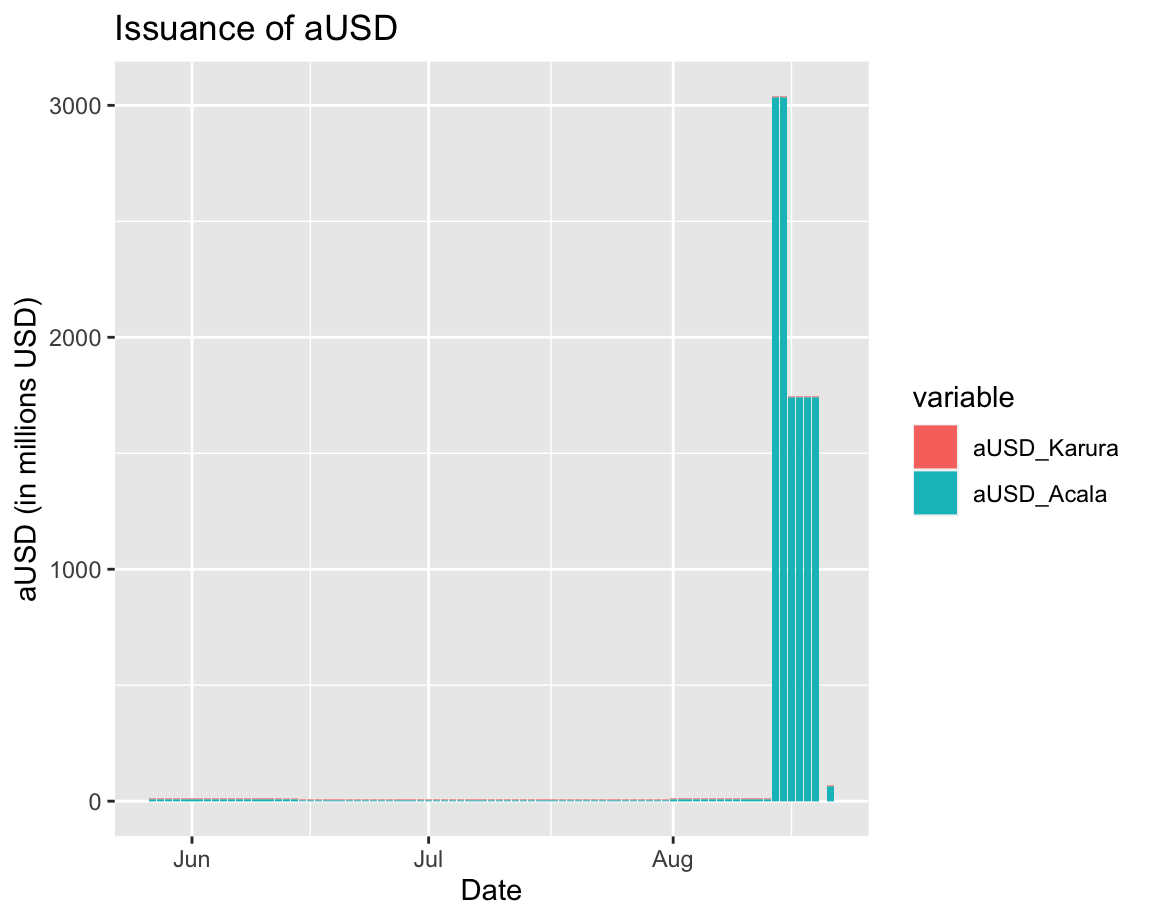 Issuance of aUSD
3000
2000
1000
0
aUSD (in millions USD)
Jun
Jul
Aug
Date
variable
aUSD_Karura
aUSD_Acala